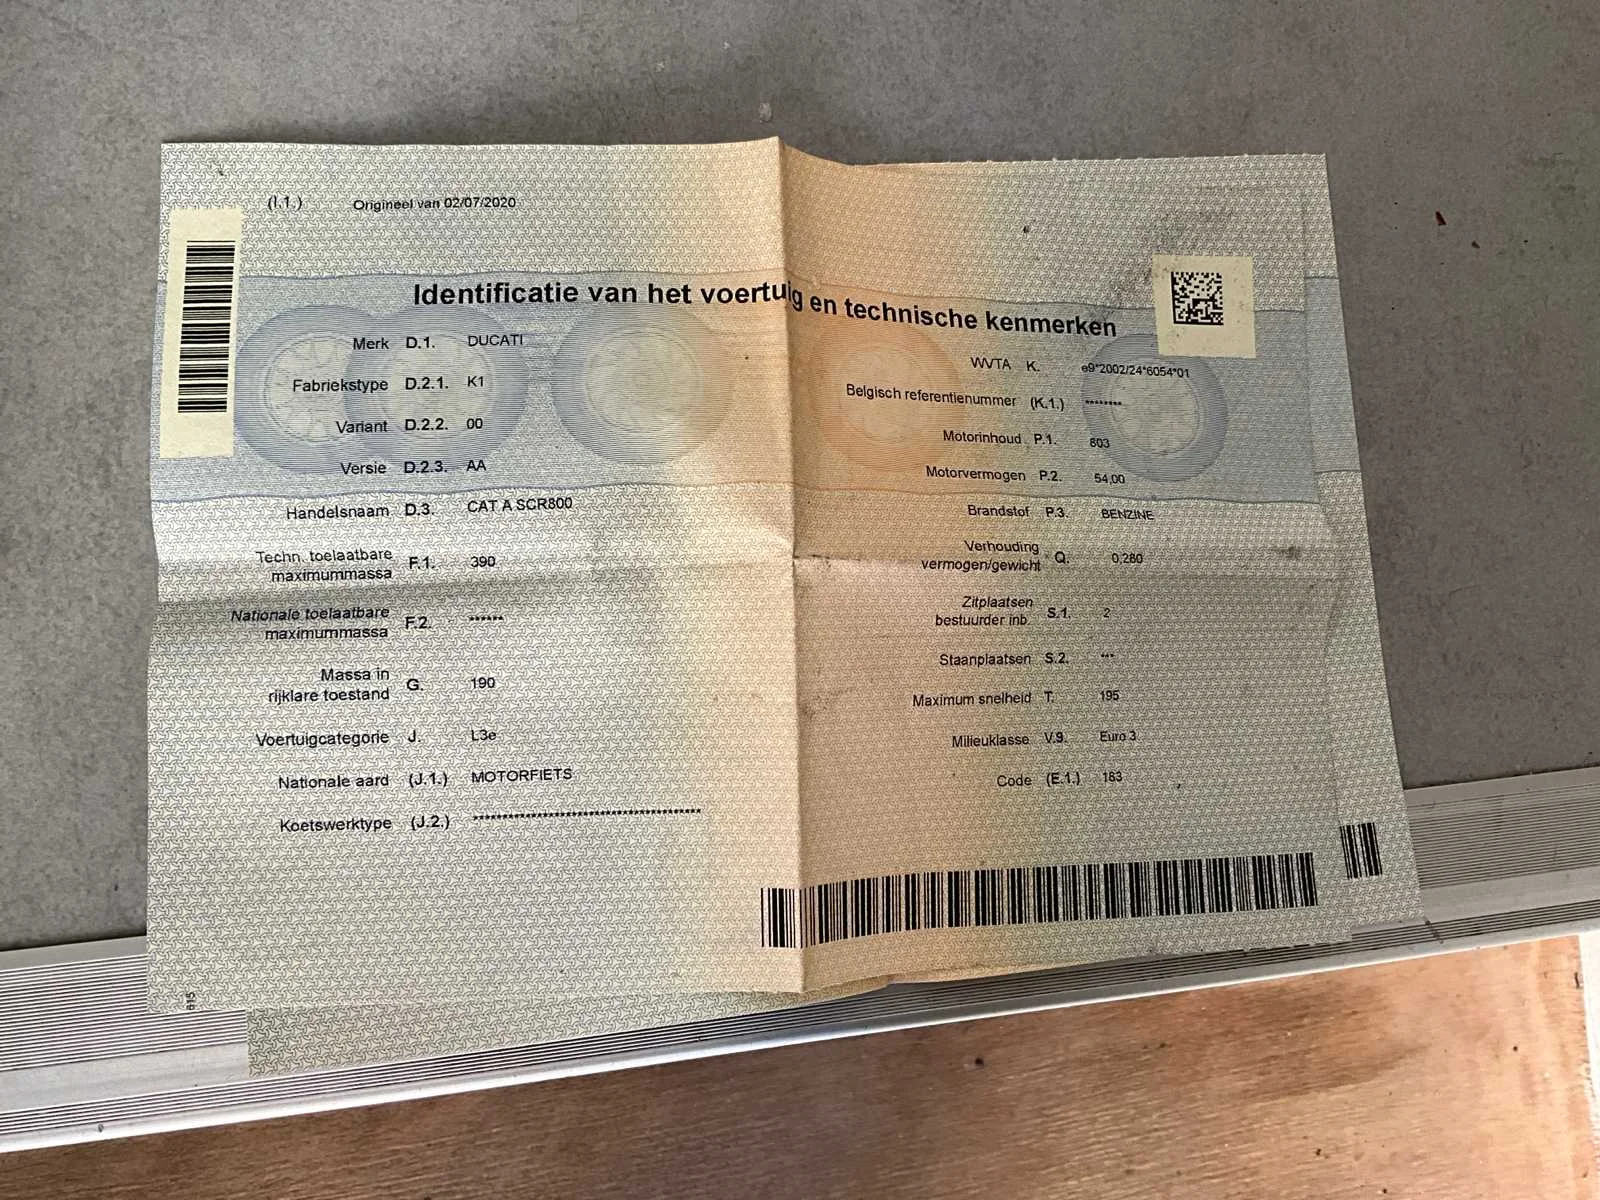 (I.1.) Origineel van 02/07/2020
Identificatie van het voertuig en technische kenmerken
Merk D.1. DUCATI
Fabriekstype D.2.1. K1
Variant D.2.2. 00
Versie D.2.3. AA
Handelsnaam D.3. CAT A SCR800
Techn. toelaatbare
maximummassa F.1. 390
Nationale toelaatbare
maximummassa F.2. ******
Massa in
rijklare toestand G. 190
Voertuigcategorie J. L3e
Nationale aard (J.1.) MOTORFIETS
Koetswerktype (J.2.) **************************************
WVTA K. e9*2002/24*6054*01
Belgisch referentienummer (K.1.) ********
Motorinhoud P.1. 803
Motorvermogen P.2. 54,00
Brandstof P.3. BENZINE
Verhouding
vermogen/gewicht Q. 0,280
Zitplaatsen
bestuurder inb. S.1. 2
Staanplaatsen S.2. ***
Maximum snelheid T. 195
Milieuklasse V.9. Euro 3
Code (E.1.) 183